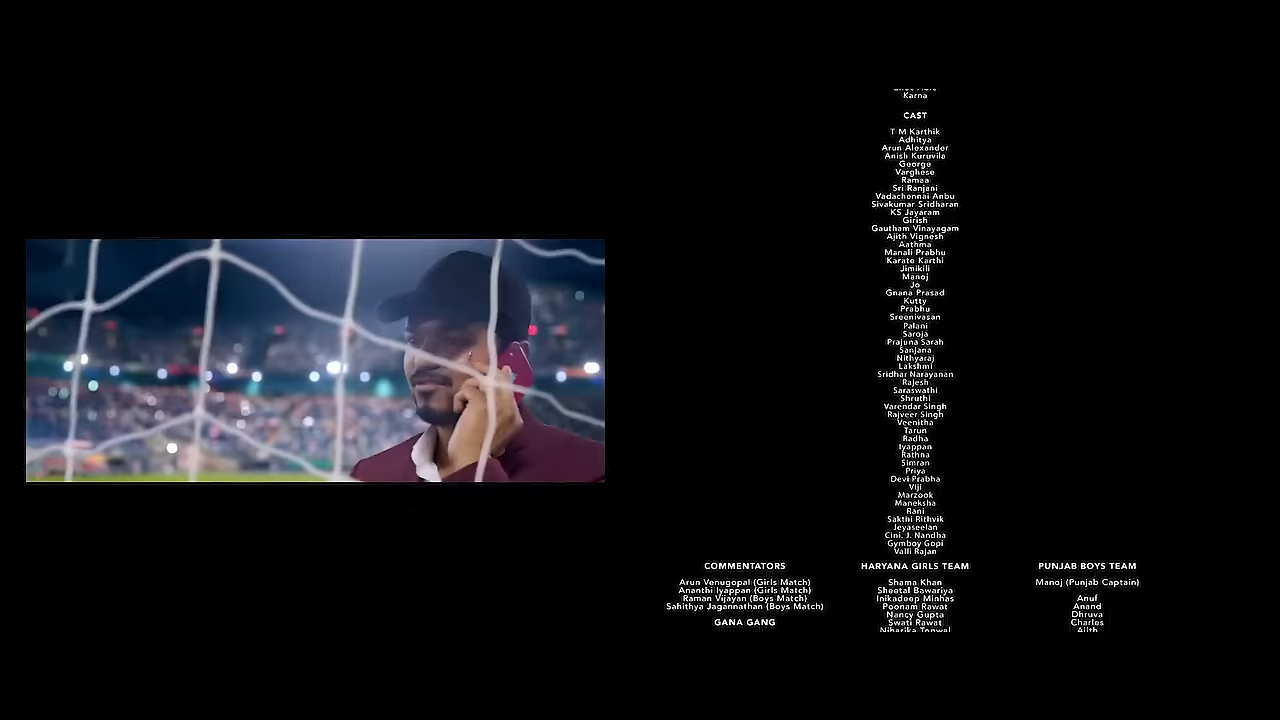 Karna
CAST
T M Karthik
Adhitya
Arun Alexander
Anish Kuruvila
George
Varghese
Ramaa
Sri Ranjani
Vadachennai Anbu
Sivakumar Sridharan
KS Jayaram
Girish
Gautham Vinayagam
Ajith Vignesh
Aathma
Manali Prabhu
Karate Karthi
Jimikili
Manoj
Jo
Gnana Prasad
Kutty
Prabhu
Sreenivasan
Palani
Saroja
Prajuna Sarah
Sanjana
Nithyaraj
Lakshmi
Sridhar Narayanan
Rajesh
Saraswathi
Shruthi
Varendar Singh
Rajveer Singh
Veenitha
Tarun
Radha
Iyappan
Rathna
Simran
Priya
Devi Prabha
Viji
Marzook
Maneksha
Rani
Sakthi Rithvik
Jeyaseelan
Cini. J. Nandha
Gymboy Gopi
Valli Rajan
COMMENTATORS
Arun Venugopal (Girls Match)
Ananthi Iyappan (Girls Match)
Raman Vijayan (Boys Match)
Sahithya Jagannathan (Boys Match)
GANA GANG
HARYANA GIRLS TEAM
Shama Khan
Sheetal Bawariya
Inikadeep Minhas
Poonam Rawat
Nancy Gupta
Swati Rawat
Niharika Tonwal
PUNJAB BOYS TEAM
Manoj (Punjab Captain)
Anuf
Anand
Dhruva
Charles
Ajith